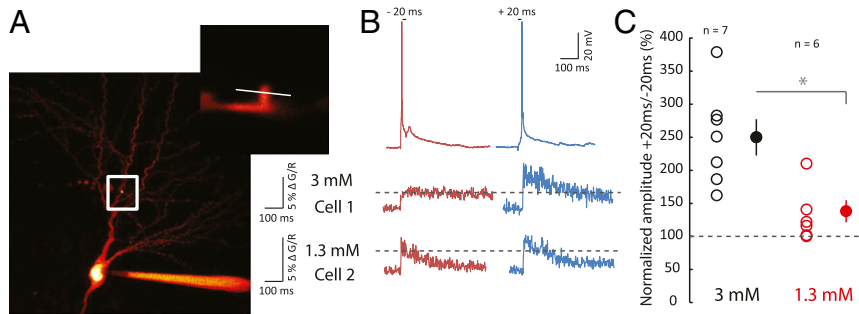 A
B
C
- 20 ms
+ 20 ms
20 mV
100 ms
5 % Δ G/R
100 ms
3 mM
Cell 1
5 % Δ G/R
100 ms
1.3 mM
Cell 2
Normalized amplitude +20ms/-20ms (%)
400
350
300
250
200
150
100
50
0
n = 7
n = 6
*
3 mM
1.3 mM